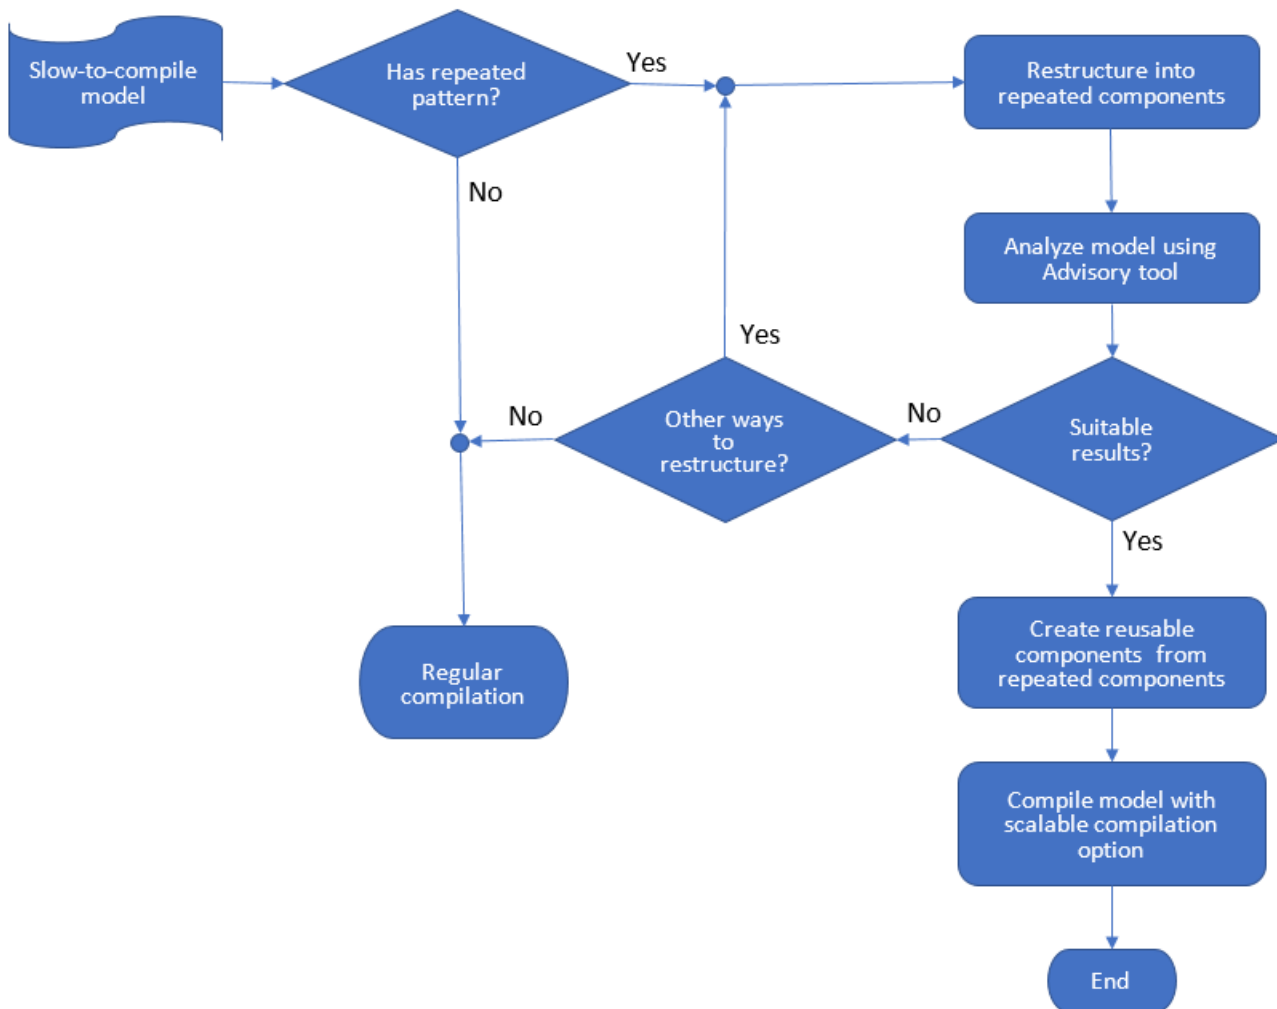 Slow-to-compile
model
Has repeated
pattern?
Yes
Restructure into
repeated components
No
Analyze model using
Advisory tool
Yes
No
Other ways
to
restructure?
No
Suitable
results?
Yes
Regular
compilation
Create reusable
components from
repeated components
Compile model with
scalable compilation
option
End